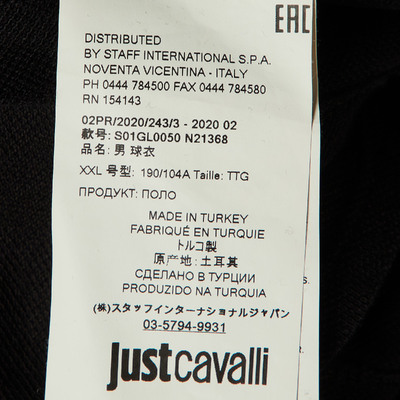 EAC
DISTRIBUTED
BY STAFF INTERNATIONAL S.P.A.
NOVENTA VICENTINA - ITALY
PH 0444 784500 FAX 0444 784580
RN 154143
02PR/2020/243/3 - 2020 02
款号: S01GL0050 N21368
品名: 男 球衣
XXL 号型: 190/104A Taille: TTG
ПРОДУКТ: ПОЛО
MADE IN TURKEY
FABRIQUÉ EN TURQUIE
トルコ製
原产地: 土耳其
СДЕЛАНО В ТУРЦИИ
PRODUZIDO NA TURQUIA
(株)スタッフインターナショナルジャパン
03-5794-9931
justcavalli